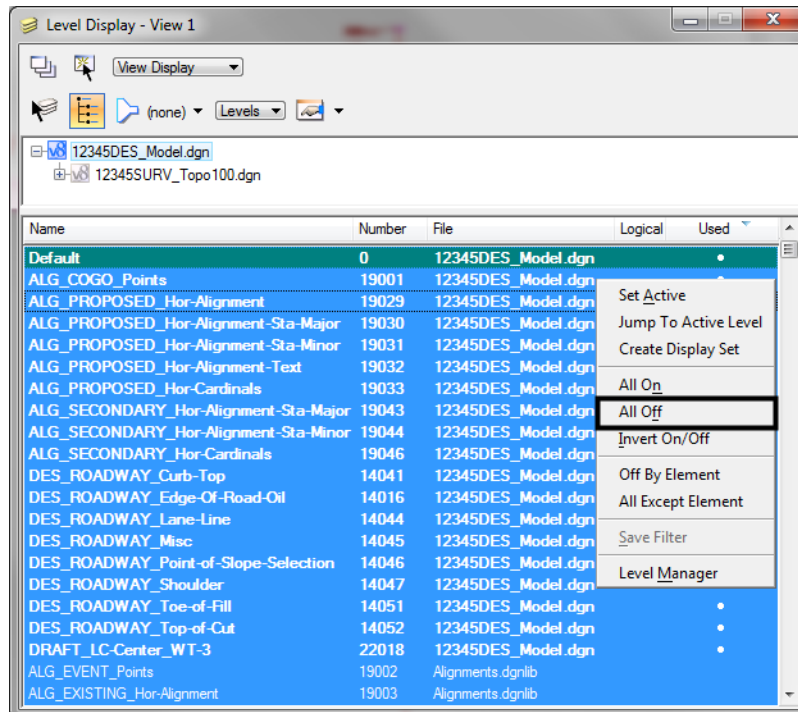 Level Display - View 1
View Display
(none) Levels
12345DES_Model.dgn
12345SURV_Topo100.dgn
Name Number File Logical Used
Default 0 12345DES_Model.dgn
ALG_COGO_Points 19001 12345DES_Model.dgn
ALG_PROPOSED_Hor-Alignment 19029 12345DES_Model.dgn
ALG_PROPOSED_Hor-Alignment-Sta-Major 19030 12345DES_Model.dgn
ALG_PROPOSED_Hor-Alignment-Sta-Minor 19031 12345DES_Model.dgn
ALG_PROPOSED_Hor-Alignment-Text 19032 12345DES_Model.dgn
ALG_PROPOSED_Hor-Cardinals 19033 12345DES_Model.dgn
ALG_SECONDARY_Hor-Alignment-Sta-Major 19043 12345DES_Model.dgn
ALG_SECONDARY_Hor-Alignment-Sta-Minor 19044 12345DES_Model.dgn
ALG_SECONDARY_Hor-Cardinals 19046 12345DES_Model.dgn
DES_ROADWAY_Curb-Top 14041 12345DES_Model.dgn
DES_ROADWAY_Edge-Of-Road-Oil 14016 12345DES_Model.dgn
DES_ROADWAY_Lane-Line 14044 12345DES_Model.dgn
DES_ROADWAY_Misc 14045 12345DES_Model.dgn
DES_ROADWAY_Point-of-Slope-Selection 14046 12345DES_Model.dgn
DES_ROADWAY_Shoulder 14047 12345DES_Model.dgn
DES_ROADWAY_Toe-of-Fill 14051 12345DES_Model.dgn
DES_ROADWAY_Top-of-Cut 14052 12345DES_Model.dgn
DRAFT_LC-Center_WT-3 22018 12345DES_Model.dgn
ALG_EVENT_Points 19002 Alignments.dgnlib
ALG_EXISTING_Hor-Alignment 19003 Alignments.dgnlib
Set Active
Jump To Active Level
Create Display Set
All On
All Off
Invert On/Off
Off By Element
All Except Element
Save Filter
Level Manager